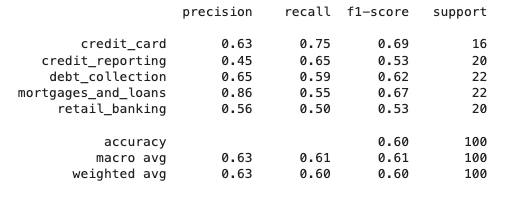 precision recall f1-score support
credit_card 0.63 0.75 0.69 16
credit_reporting 0.45 0.65 0.53 20
debt_collection 0.65 0.59 0.62 22
mortgages_and_loans 0.86 0.55 0.67 22
retail_banking 0.56 0.50 0.53 20
accuracy 0.60 100
macro avg 0.63 0.61 0.61 100
weighted avg 0.63 0.60 0.60 100